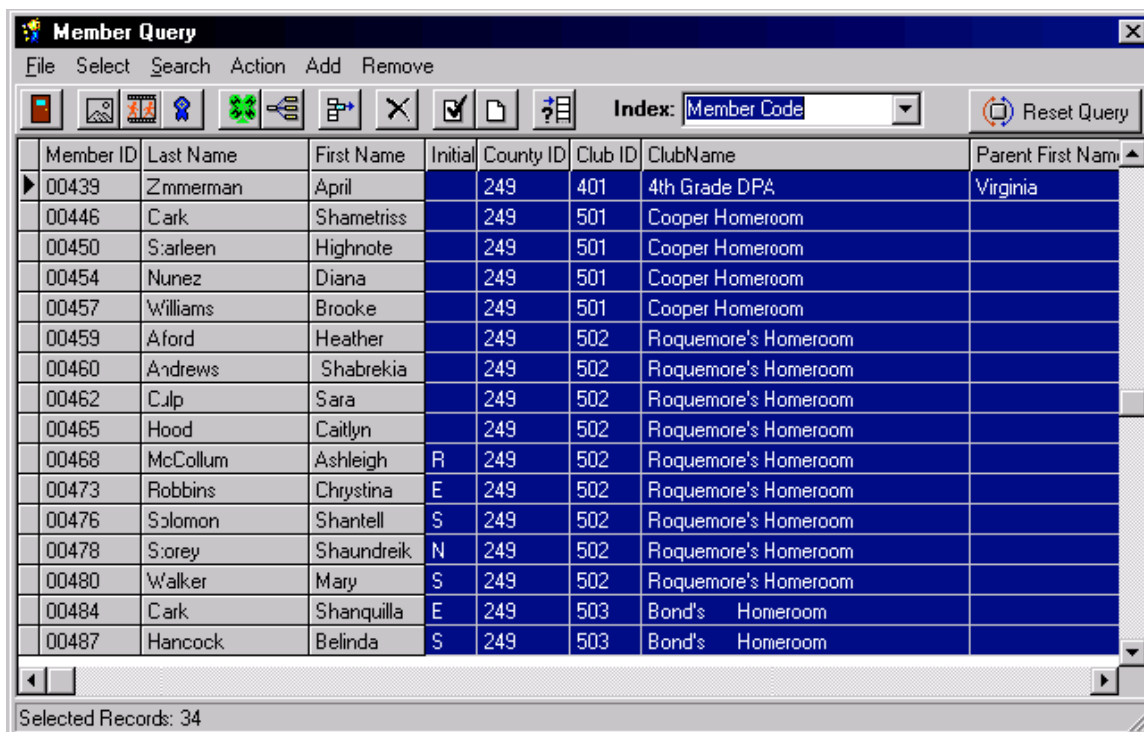 Member Query
File Select Search Action Add Remove
Index: Member Code Reset Query
Member ID Last Name First Name Initial County ID Club ID ClubName Parent First Name
00439 Zmmerman April 249 401 4th Grade DPA Virginia
00446 Cark Shametriss 249 501 Cooper Homeroom
00450 Starleen Highnote 249 501 Cooper Homeroom
00454 Nunez Diana 249 501 Cooper Homeroom
00457 Williams Brooke 249 501 Cooper Homeroom
00459 Aford Heather 249 502 Roquemore's Homeroom
00460 Andrews Shabrekia 249 502 Roquemore's Homeroom
00462 Culp Sara 249 502 Roquemore's Homeroom
00465 Hood Caitlyn 249 502 Roquemore's Homeroom
00468 McCollum Ashleigh R 249 502 Roquemore's Homeroom
00473 Robbins Chrystina E 249 502 Roquemore's Homeroom
00476 Solomon Shantell S 249 502 Roquemore's Homeroom
00478 Storey Shaundreik N 249 502 Roquemore's Homeroom
00480 Walker Mary S 249 502 Roquemore's Homeroom
00484 Cark Shanquilla E 249 503 Bond's Homeroom
00487 Hancock Belinda S 249 503 Bond's Homeroom
Selected Records: 34